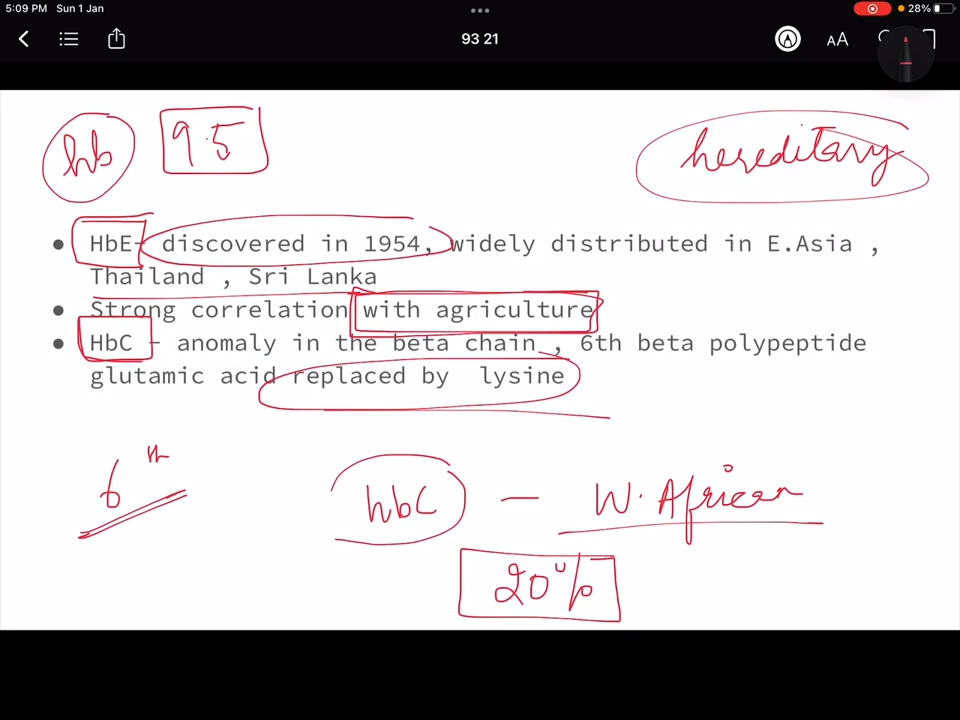 5:09 PM Sun 1 Jan
28%
93 21
AA
hb 9.5
hereditary
● HbE- discovered in 1954, widely distributed in E.Asia ,
Thailand , Sri Lanka
● Strong correlation with agriculture
● HbC - anomaly in the beta chain , 6th beta polypeptide
glutamic acid replaced by lysine
6th
hbC - W. African
20%